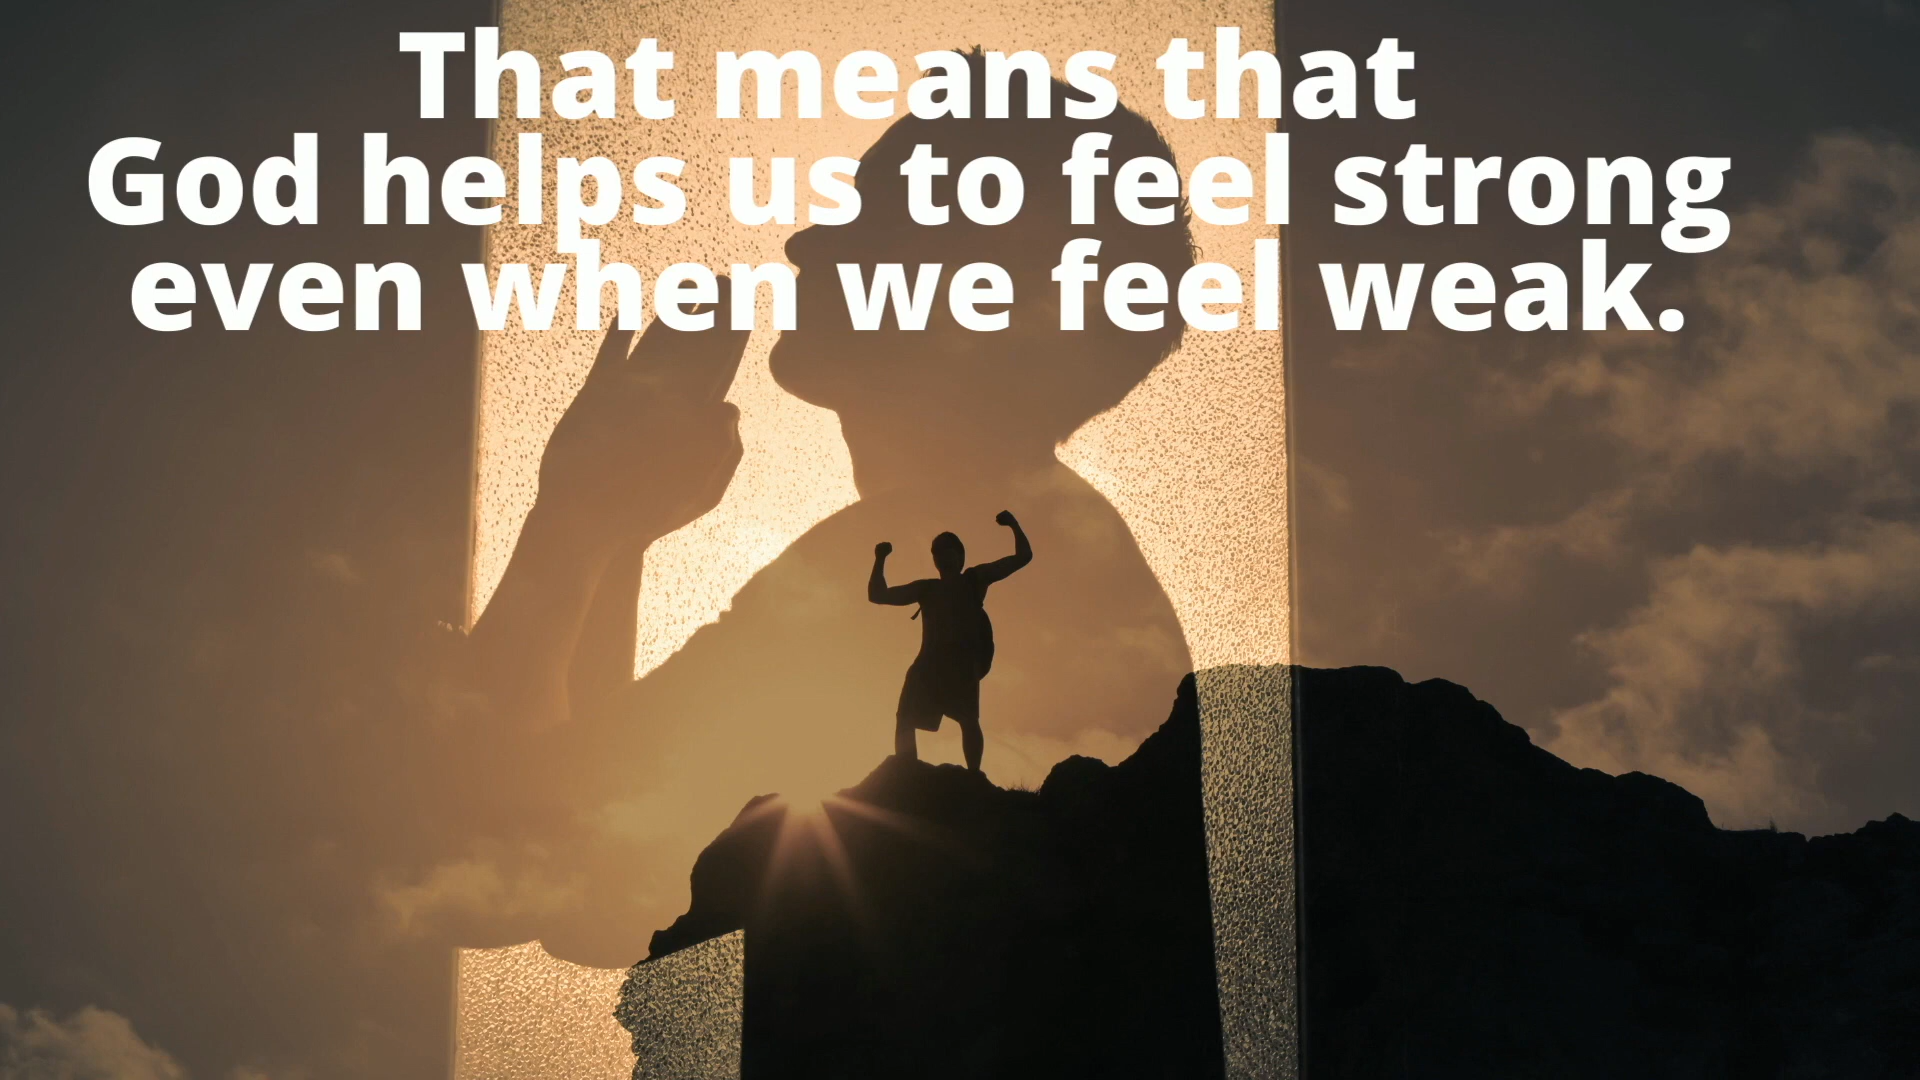 That means that
God helps us to feel strong
even when we feel weak.